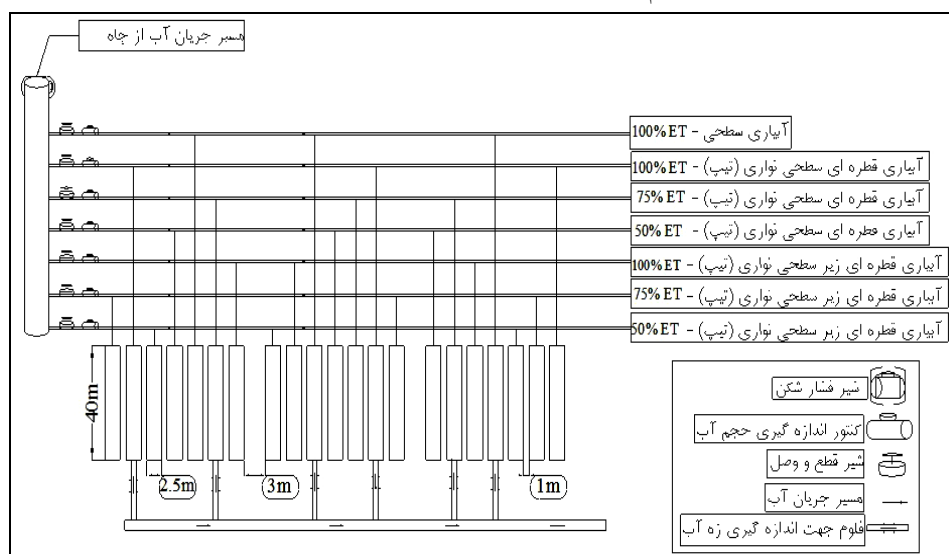 مسیر جریان آب از چاه
آبیاری سطحی - 100% ET
آبیاری قطره ای سطحی نواری (تیپ) - 100% ET
آبیاری قطره ای سطحی نواری (تیپ) - 75% ET
آبیاری قطره ای سطحی نواری (تیپ) - 50% ET
آبیاری قطره ای زیر سطحی نواری (تیپ) - 100% ET
آبیاری قطره ای زیر سطحی نواری (تیپ) - 75% ET
آبیاری قطره ای زیر سطحی نواری (تیپ) - 50% ET
40m
2.5m
3m
1m
شیر فشار شکن
کنتور اندازه گیری حجم آب
شیر قطع و وصل
مسیر جریان آب
فلوم جهت اندازه گیری زه آب